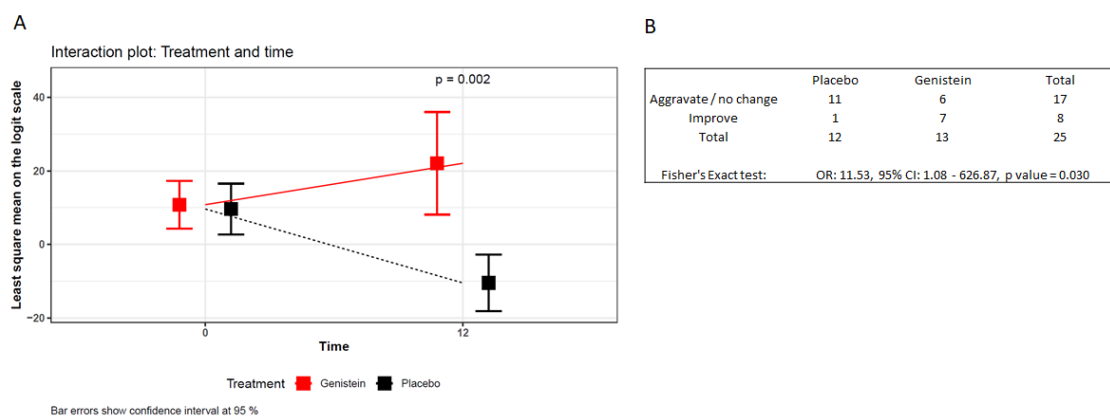 A
Interaction plot: Treatment and time
p = 0.002
Least square mean on the logit scale
40
20
0
−20
0
12
Time
Treatment Genistein Placebo
Bar errors show confidence interval at 95 %
B
Placebo Genistein Total
Aggravate / no change 11 6 17
Improve 1 7 8
Total 12 13 25
Fisher's Exact test: OR: 11.53, 95% CI: 1.08 - 626.87, p value = 0.030